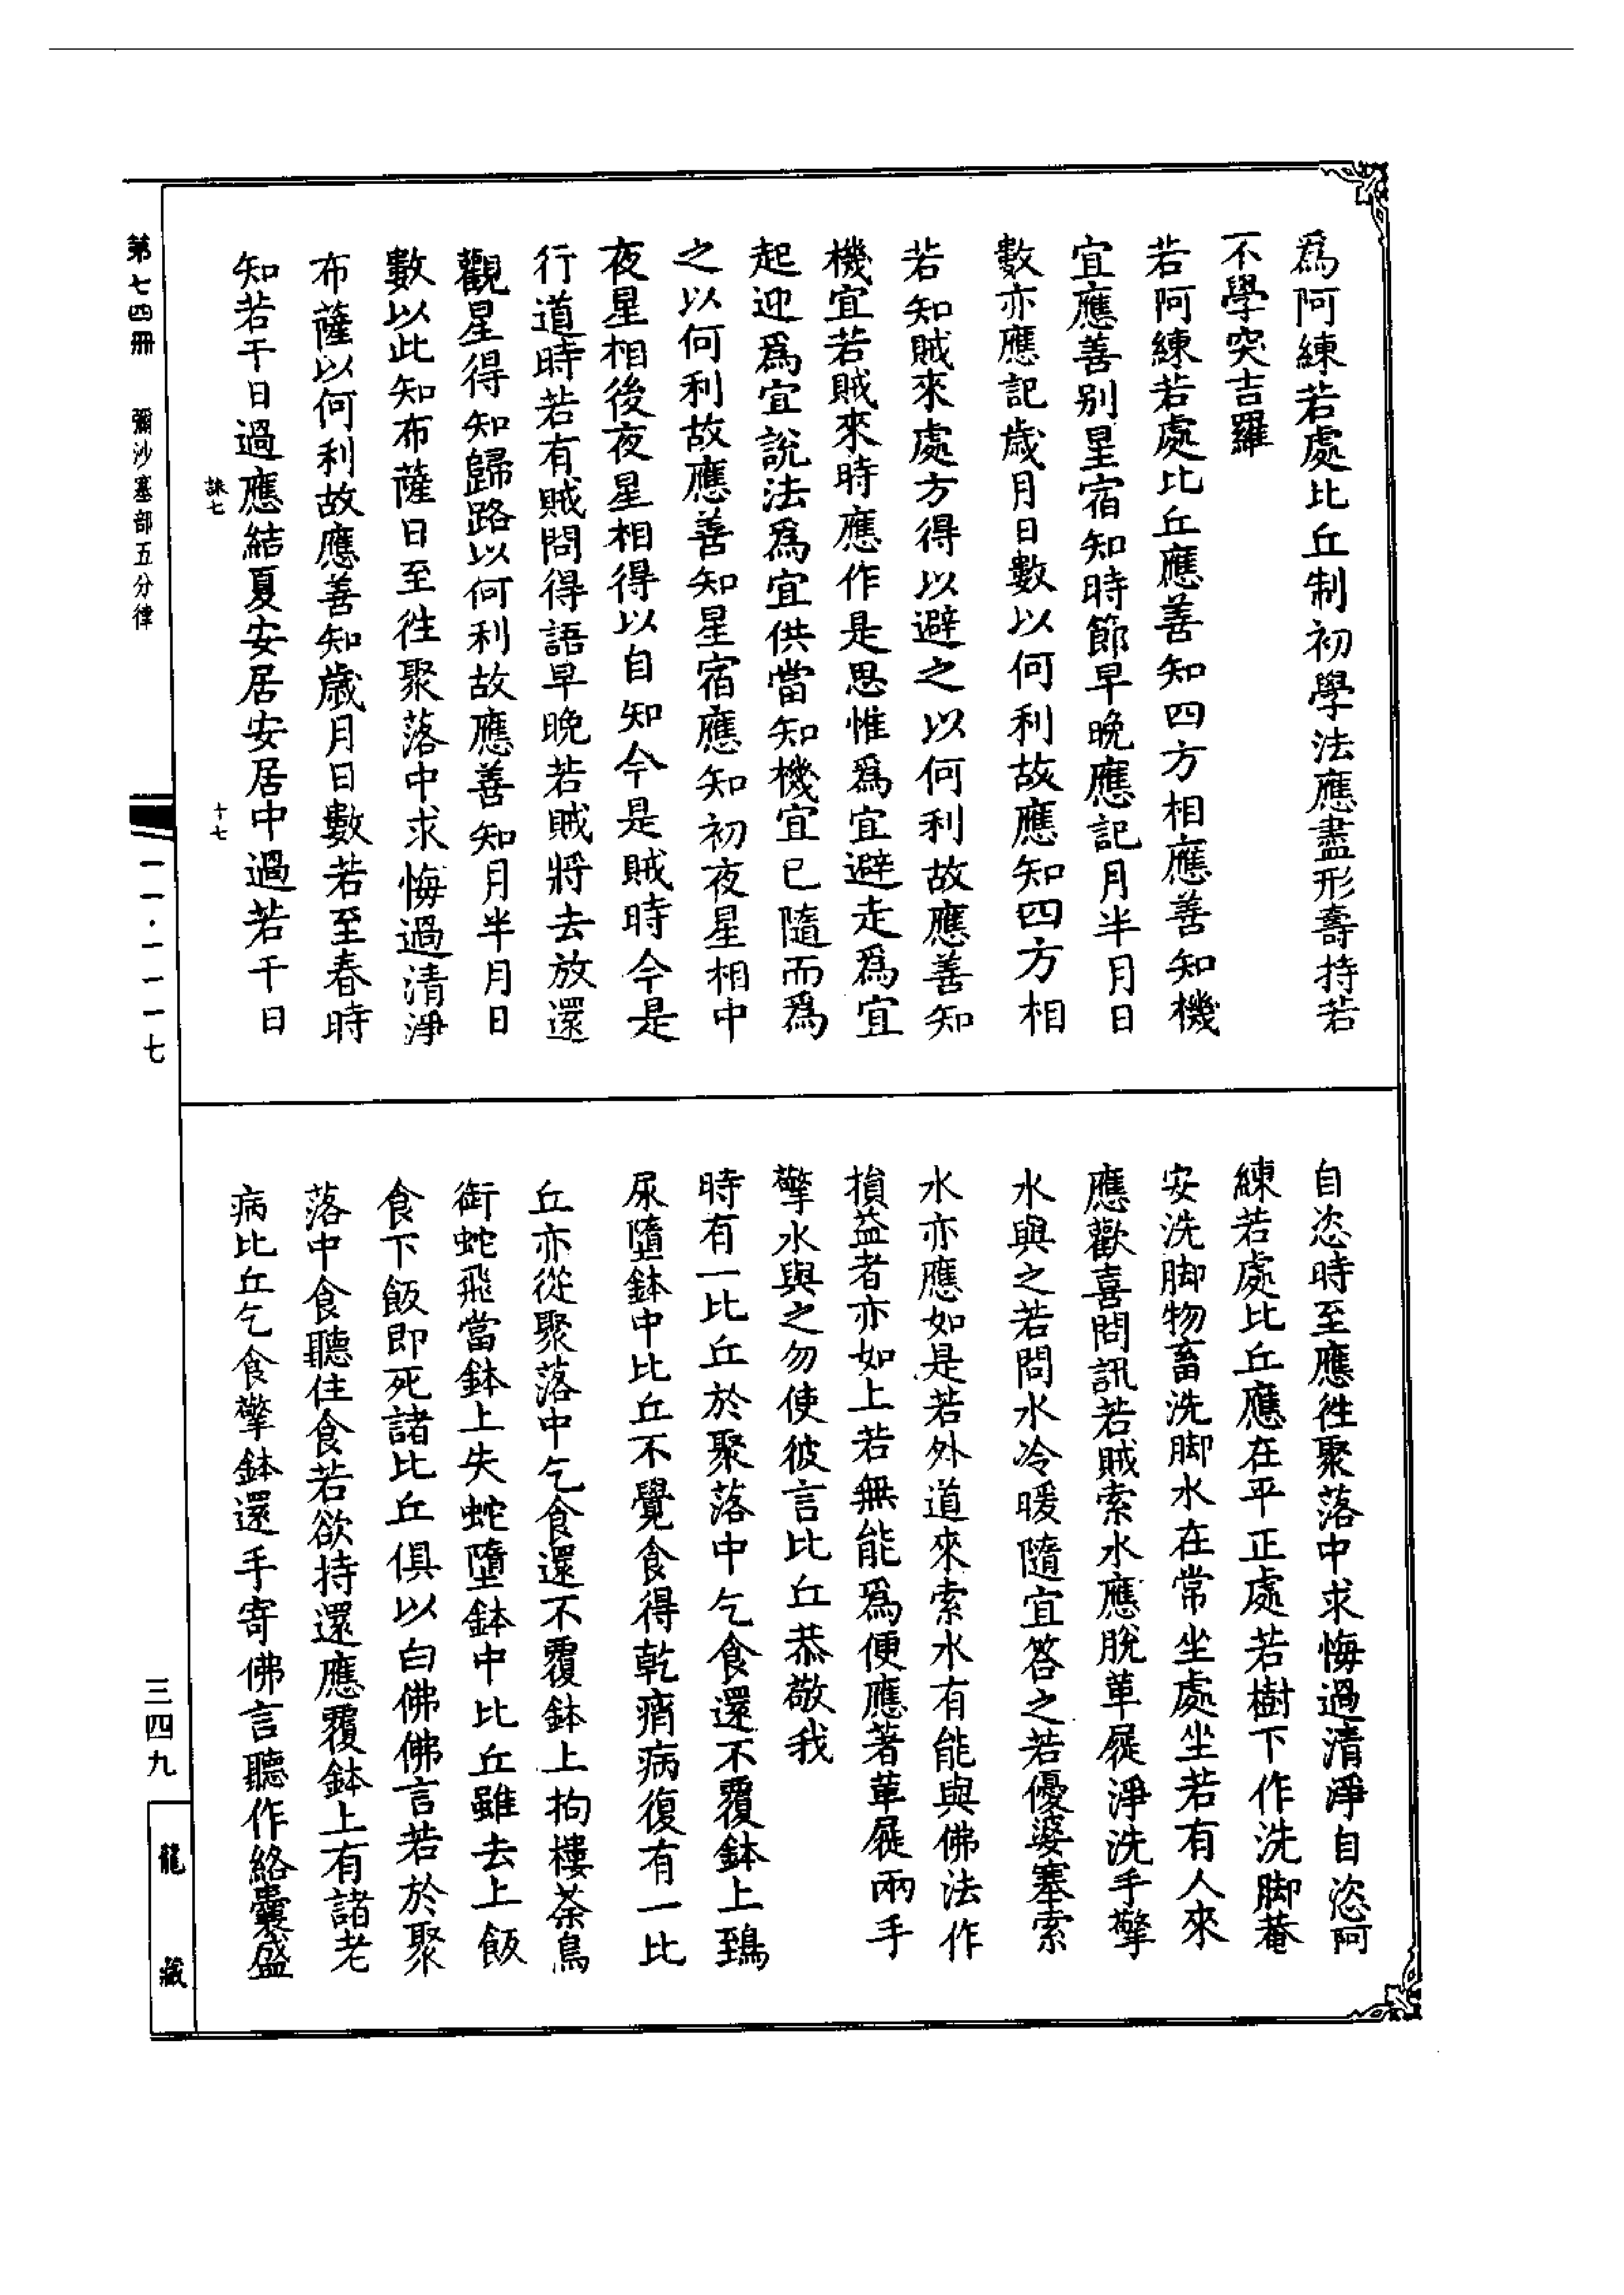 爲阿練若處比丘制初學法應盡形壽持若
不學突吉羅
若阿練若處比丘應善知四方相應善知機
宜應善别星宿知時節早晚應記月半月日
數亦應記歲月日數以何利故應知四方相
若知賊來處方得以避之以何利故應善知
機宜若賊來時應作是思惟爲宜避走爲宜
起迎爲宜說法爲宜供當知機宜已隨而爲
之以何利故應善知星宿應知初夜星相中
夜星相後夜星相得以自知今是賊時今是
行道時若有賊問得語早晚若賊將去放還
觀星得知歸路以何利故應善知月半月日
數以此知布薩日至徃聚落中求悔過清淨
布薩以何利故應善知歲月日數若至春時
知若干日過應結夏安居安居中過若干日
自恣時至應徃聚落中求悔過清淨自恣阿
練若處比丘應在平正處若樹下作洗脚菴
安洗脚物畜洗脚水在常坐處坐若有人來
應歡喜問訊若賊索水應脫革屣淨洗手擎
水與之若問水冷暖隨宜答之若優婆塞索
水亦應如是若外道來索水有能與佛法作
損益者亦如上若無能爲便應著革屣兩手
擎水與之勿使彼言比丘恭敬我
時有一比丘於聚落中乞食還不覆鉢上鵄
尿墮鉢中比丘不覺食得乾痟病復有一比
丘亦從聚落中乞食還不覆鉢上拘樓荼鳥
銜蛇飛當鉢上失蛇墮鉢中比丘雖去上飯
食下飯即死諸比丘俱以白佛佛言若於聚
落中食聽住食若欲持還應覆鉢上有諸老
病比丘乞食擎鉢還手寄佛言聽作絡囊盛
第七四冊　彌沙塞部五分律
十七
一一·一一一七
三四九
龍藏